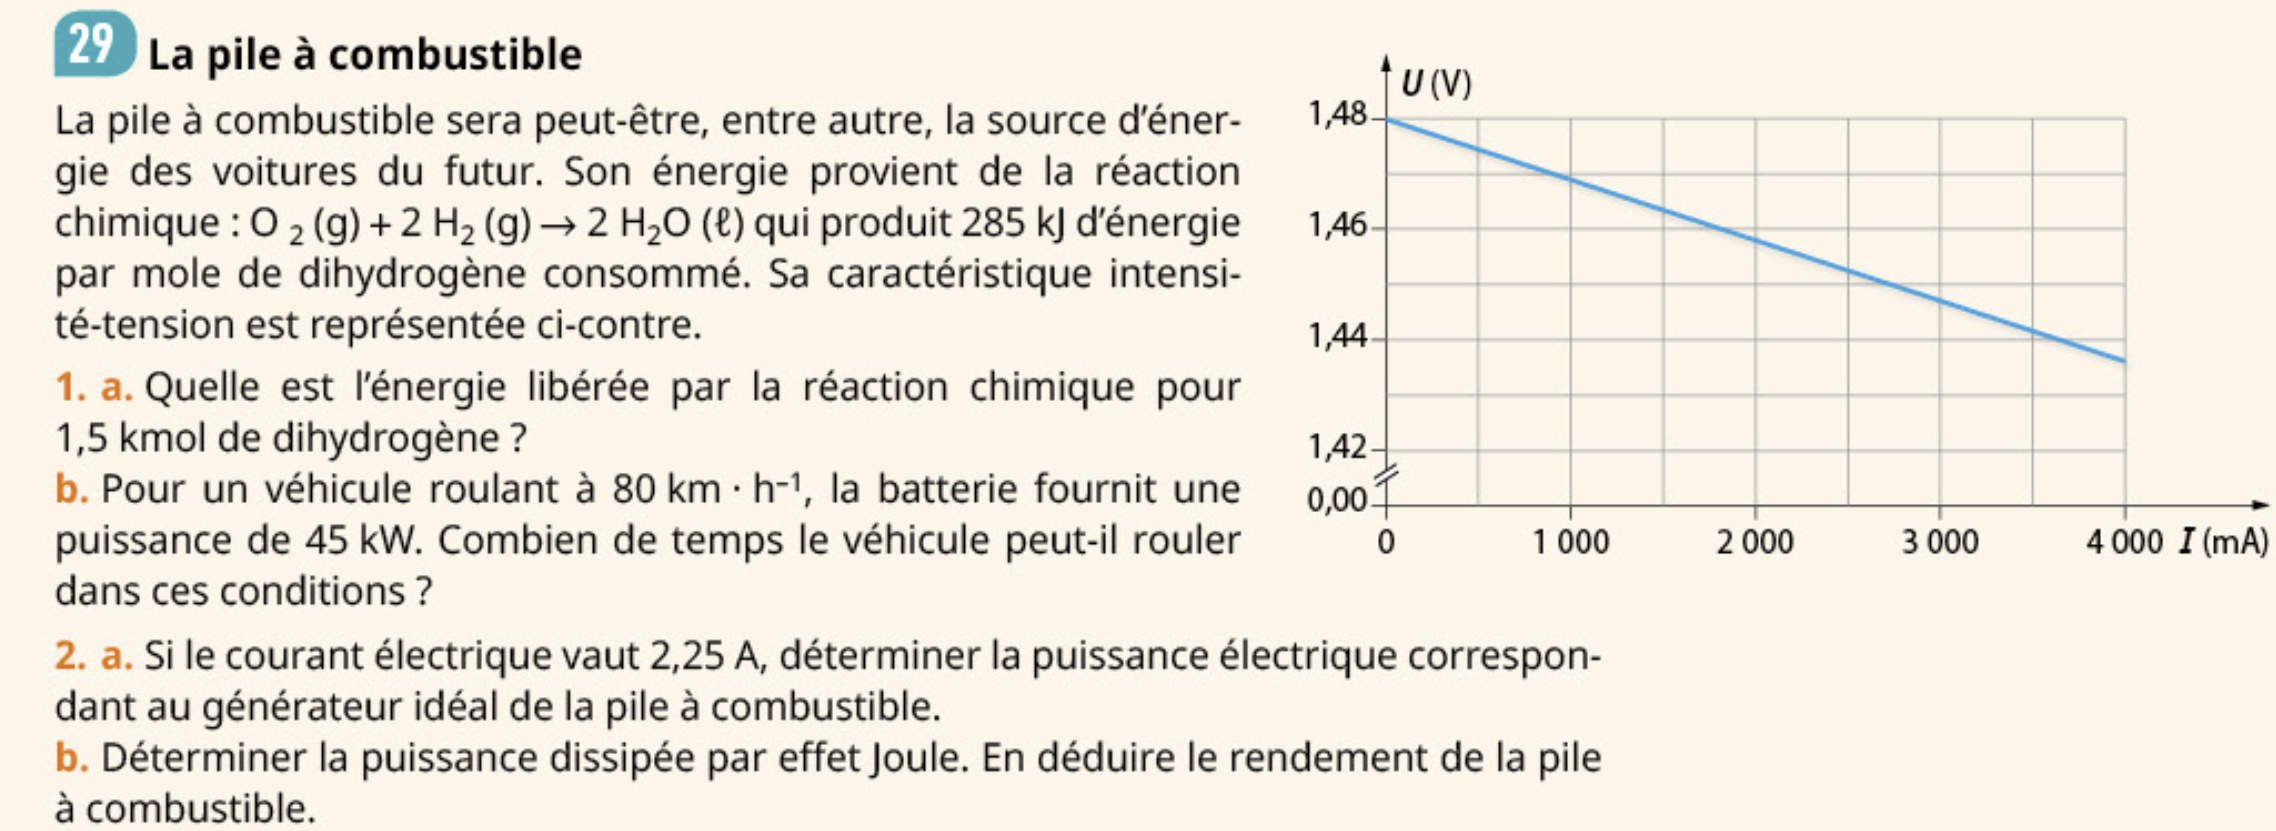 29 La pile à combustible
La pile à combustible sera peut-être, entre autre, la source d'éner-
gie des voitures du futur. Son énergie provient de la réaction
chimique : O ₂ (g) + 2 H₂ (g) → 2 H₂O (ℓ) qui produit 285 kJ d'énergie
par mole de dihydrogène consommé. Sa caractéristique intensi-
té-tension est représentée ci-contre.
1. a. Quelle est l'énergie libérée par la réaction chimique pour
1,5 kmol de dihydrogène ?
b. Pour un véhicule roulant à 80 km · h⁻¹, la batterie fournit une
puissance de 45 kW. Combien de temps le véhicule peut-il rouler
dans ces conditions ?
2. a. Si le courant électrique vaut 2,25 A, déterminer la puissance électrique correspon-
dant au générateur idéal de la pile à combustible.
b. Déterminer la puissance dissipée par effet Joule. En déduire le rendement de la pile
à combustible.
U (V)
1,48
1,46
1,44
1,42
0,00
0 1 000 2 000 3 000 4 000 I (mA)